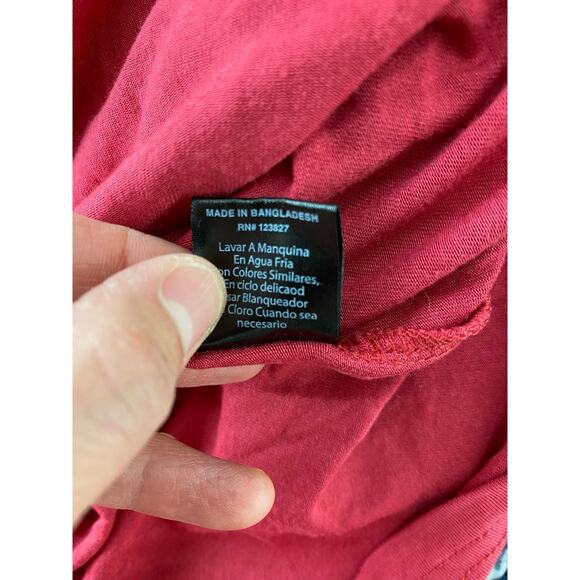 MADE IN BANGLADESH
RN# 123827
Lavar A Manquina
En Agua Fría
on Colores Similares,
En ciclo delicaod
sar Blanqueador
Cloro Cuando sea
necesario